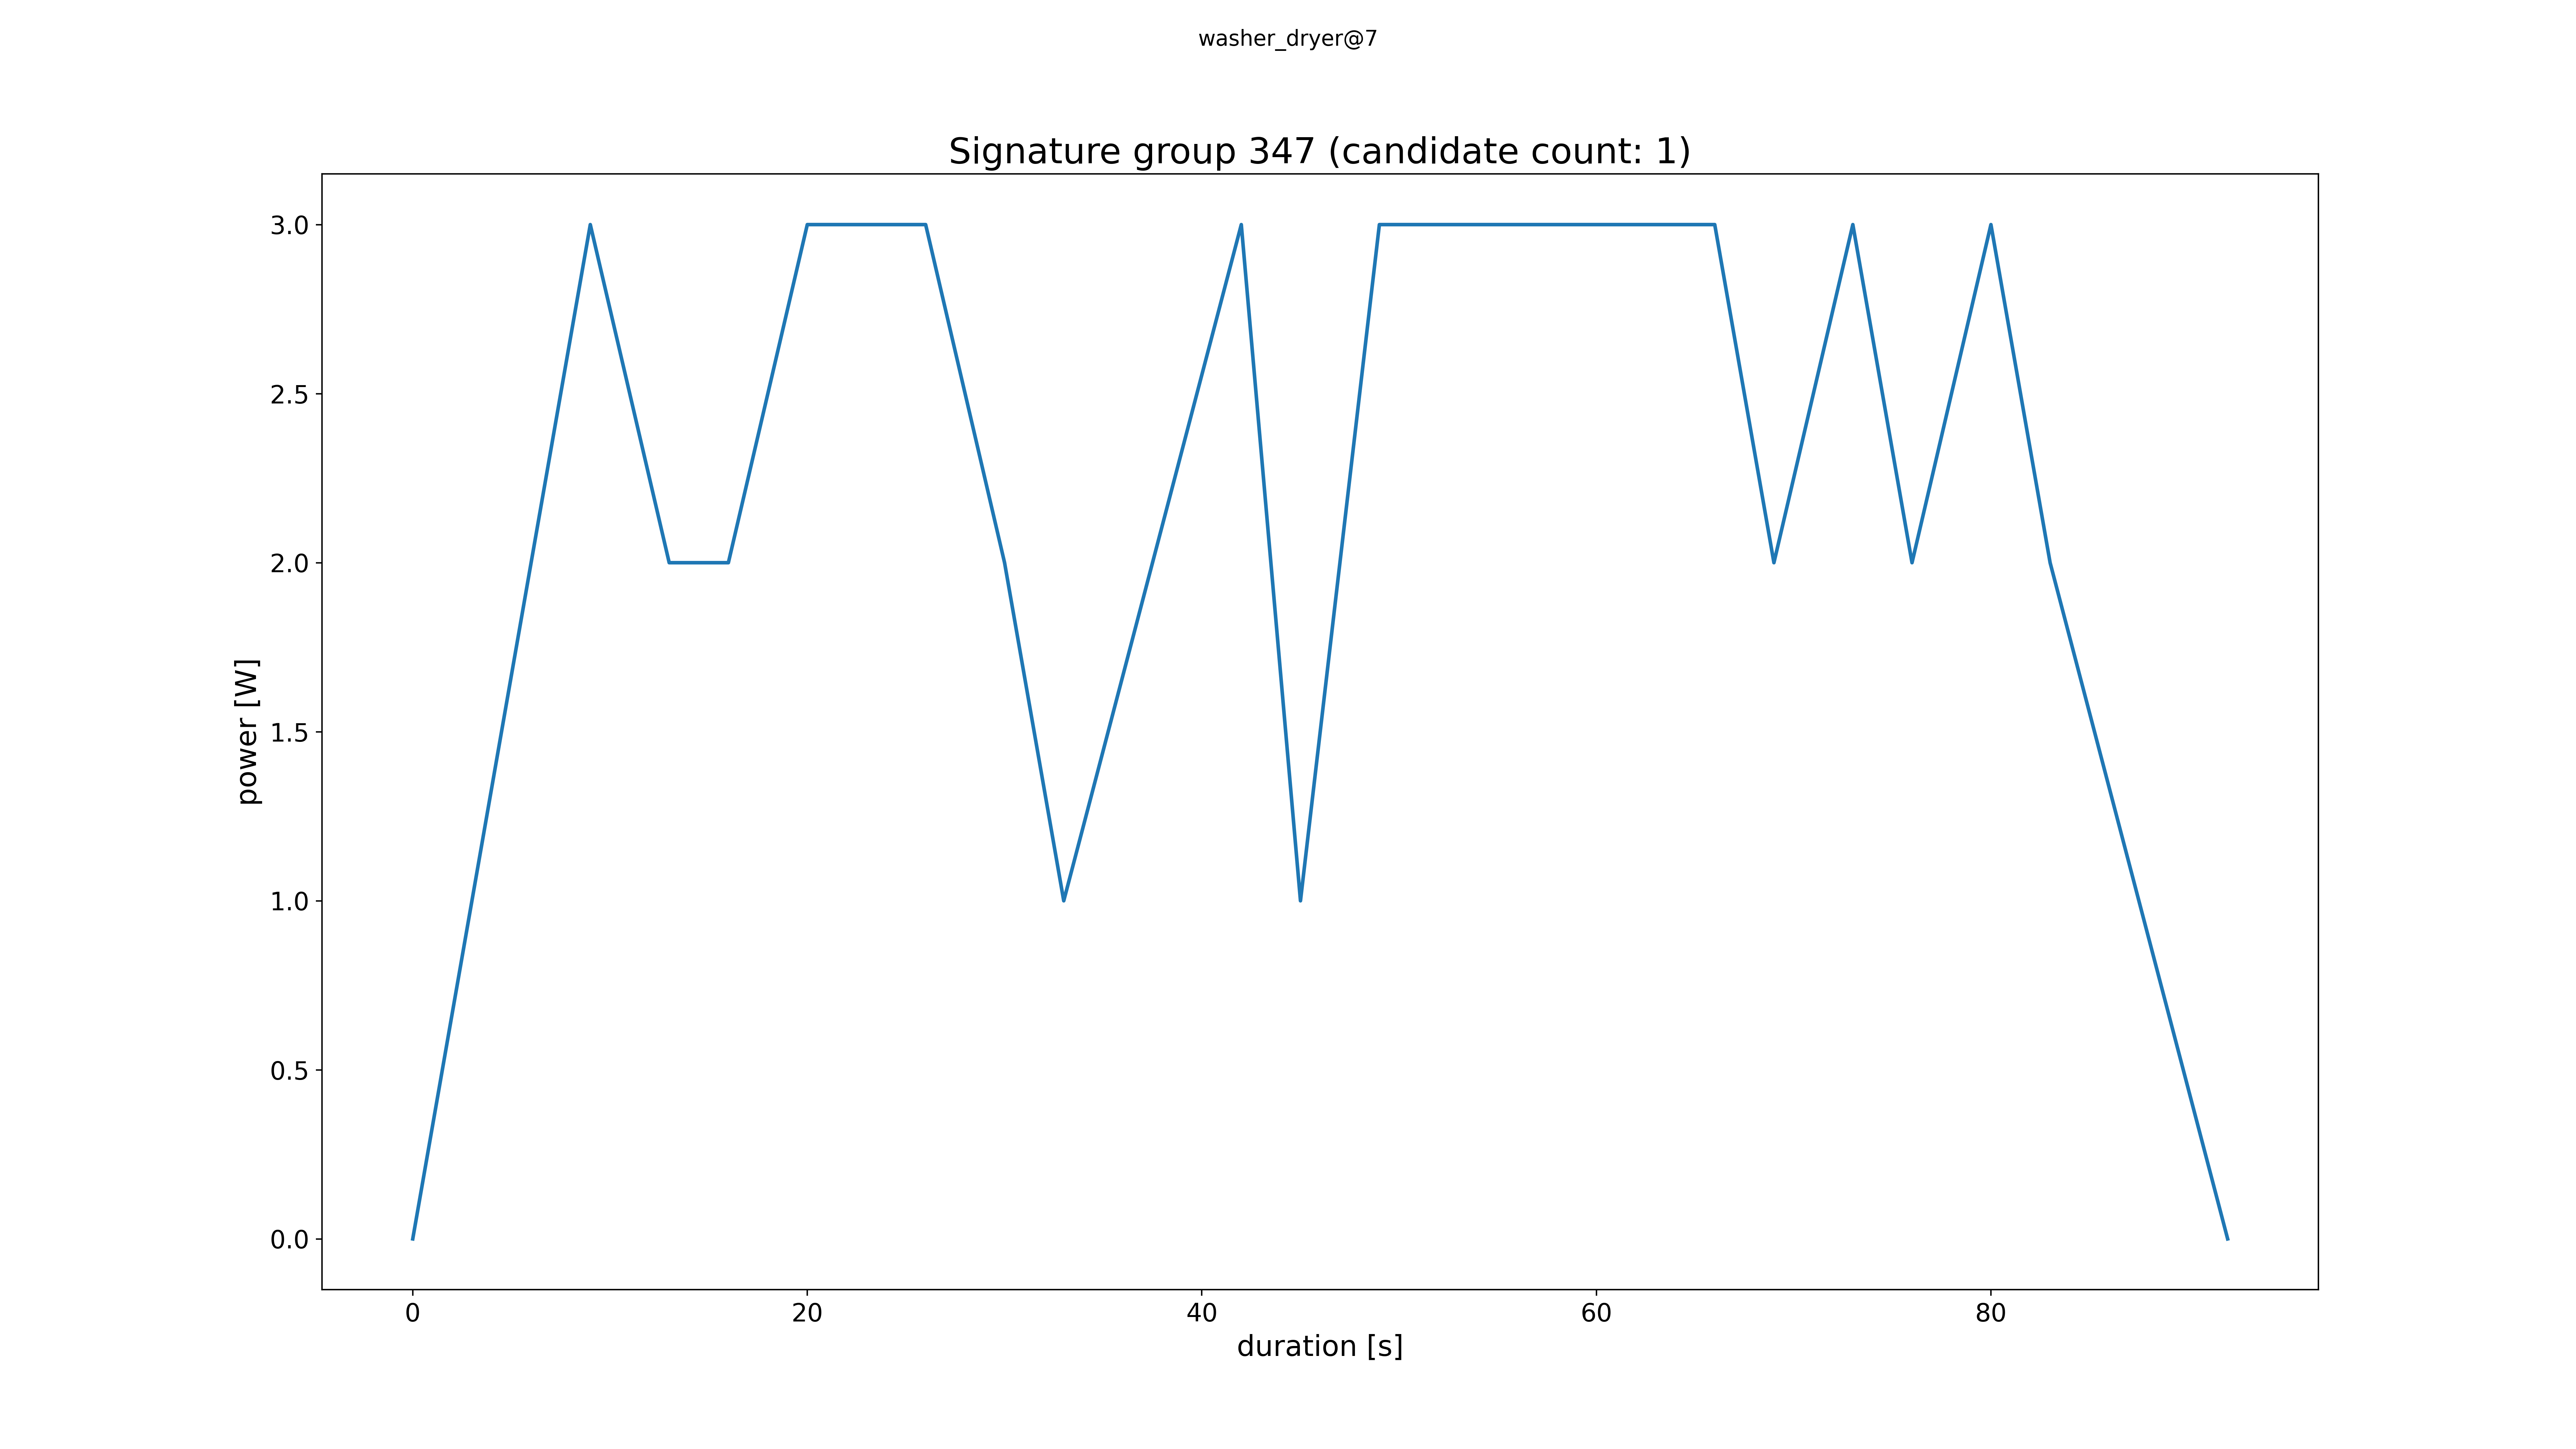 washer_dryer@7
Signature group 347 (candidate count: 1)
3.0
2.5
2.0
1.5
1.0
0.5
0.0
power [W]
0 20 40 60 80
duration [s]